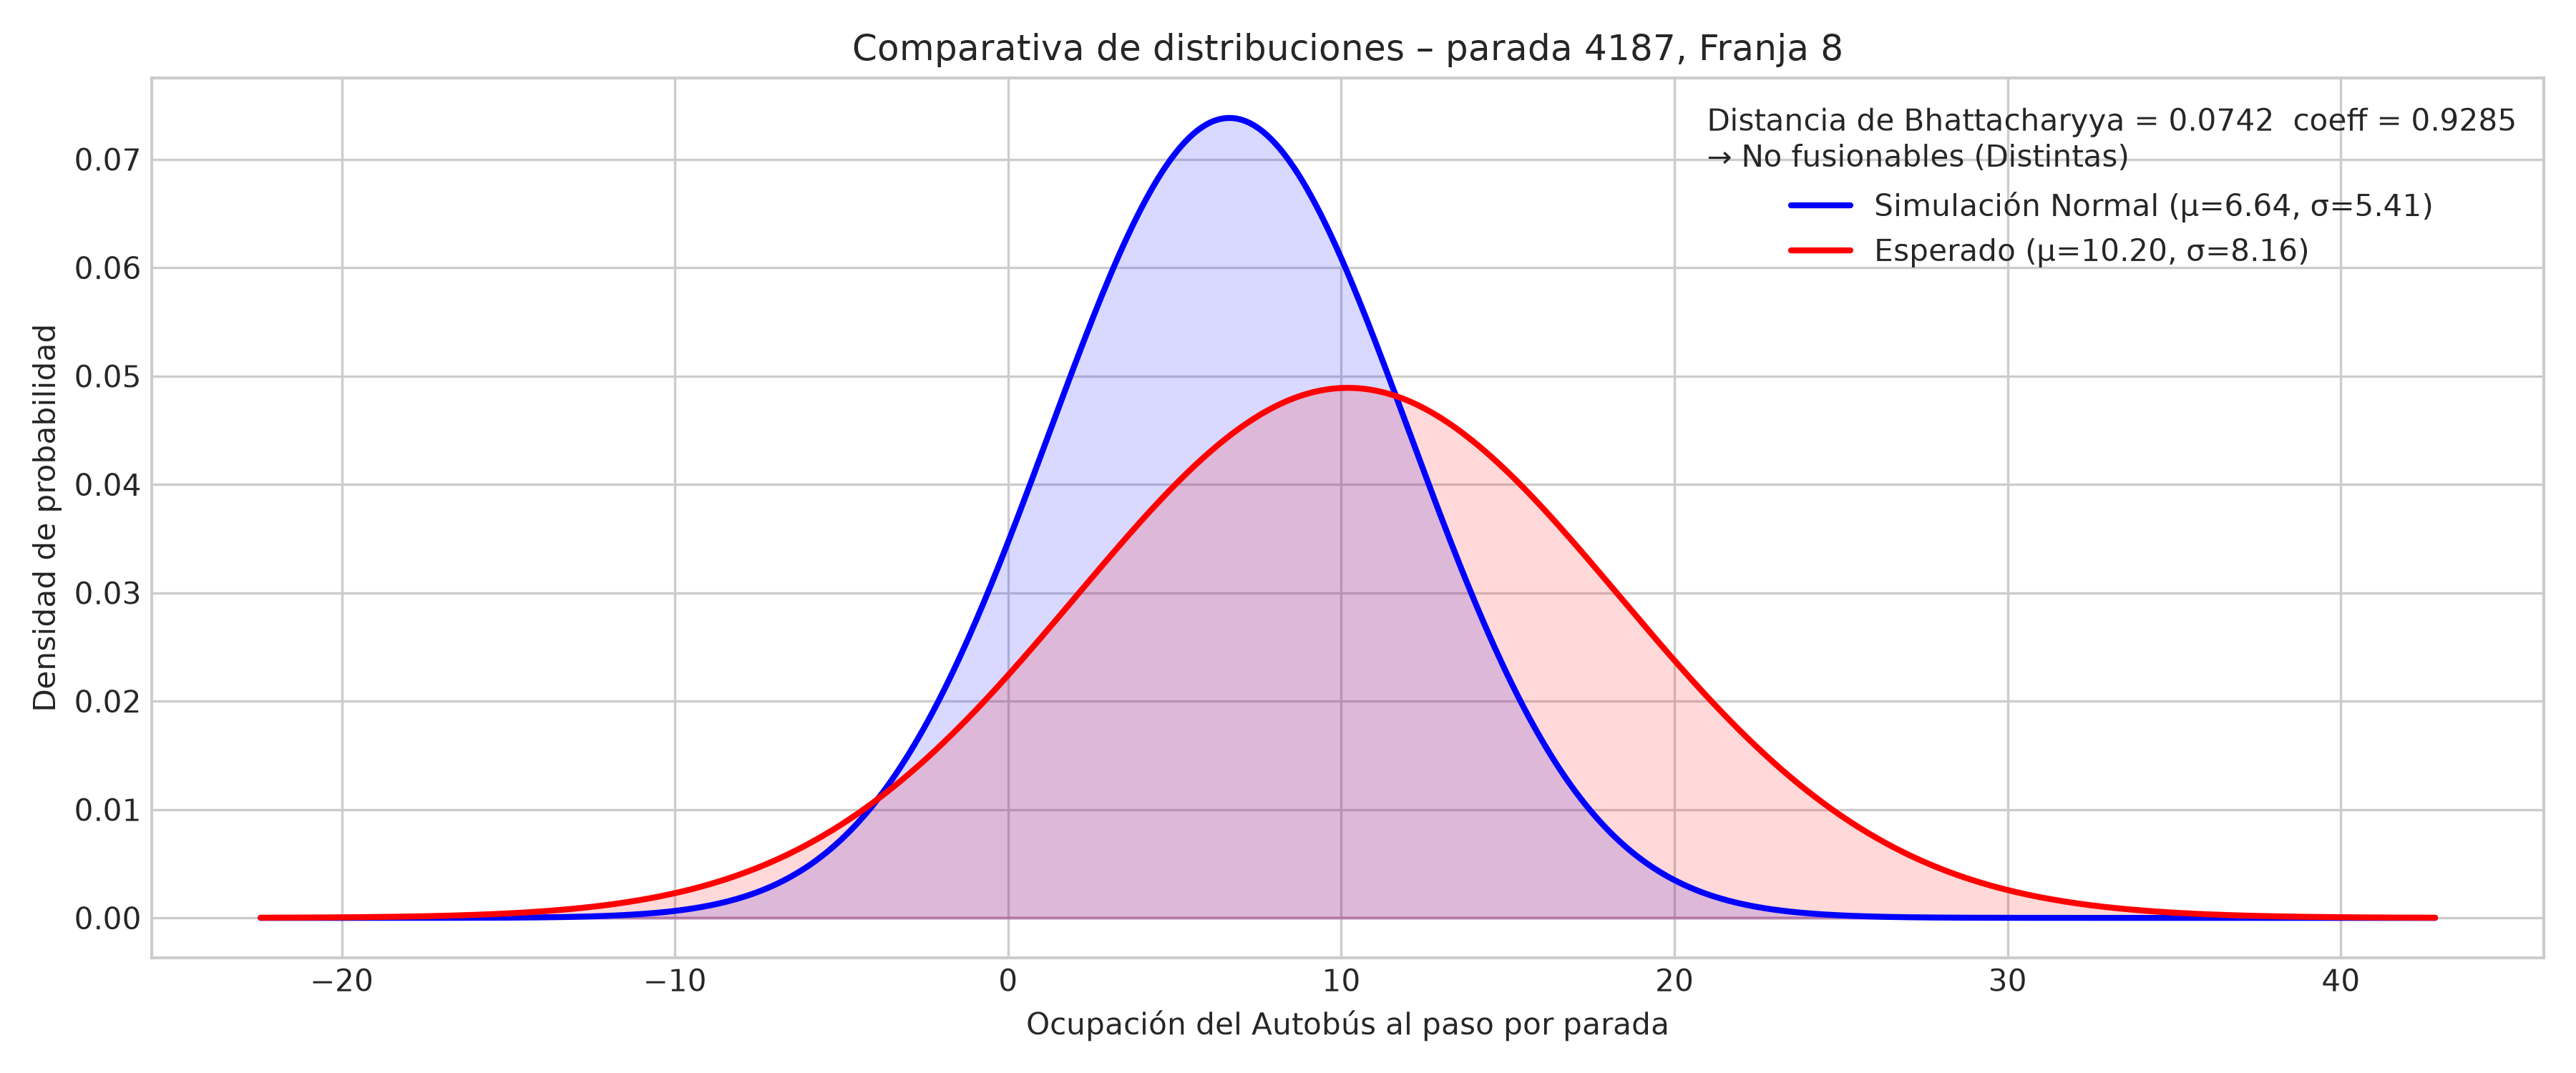 Comparativa de distribuciones – parada 4187, Franja 8
Distancia de Bhattacharyya = 0.0742  coeff = 0.9285
→ No fusionables (Distintas)
Simulación Normal (μ=6.64, σ=5.41)
Esperado (μ=10.20, σ=8.16)
Densidad de probabilidad
0.07
0.06
0.05
0.04
0.03
0.02
0.01
0.00
−20 −10 0 10 20 30 40
Ocupación del Autobús al paso por parada